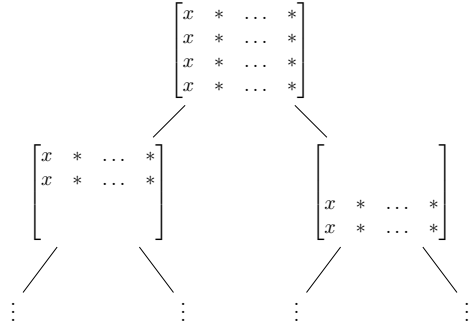 x * … *
x * … *
x * … *
x * … *
x * … *
x * … *
x * … *
x * … *
⋮ ⋮ ⋮ ⋮